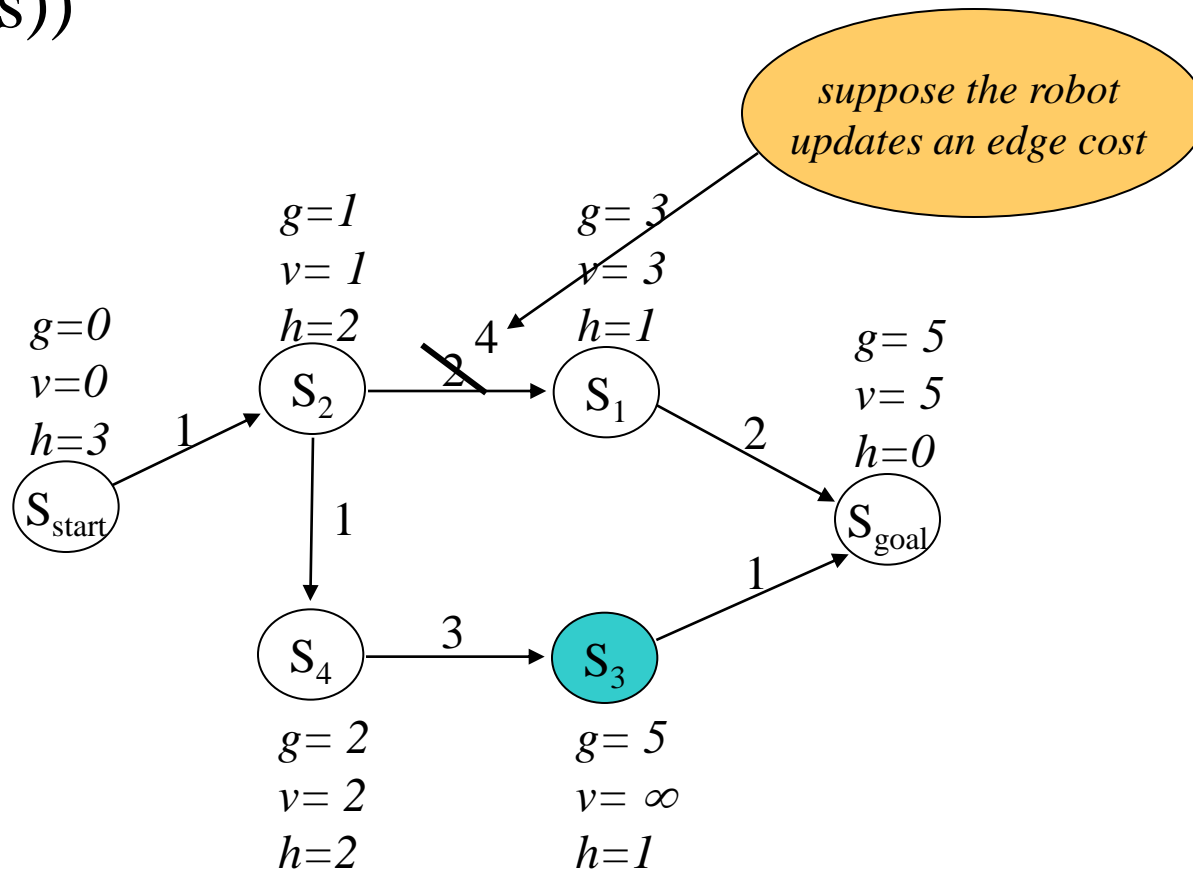 s))
suppose the robot
updates an edge cost
g=1
v= 1
h=2
g= 3
v= 3
h=1
g=0
v=0
h=3
g= 5
v= 5
h=0
4
2
S2
S1
1
2
Sstart
Sgoal
1
1
3
S4
S3
g= 2
v= 2
h=2
g= 5
v= ∞
h=1